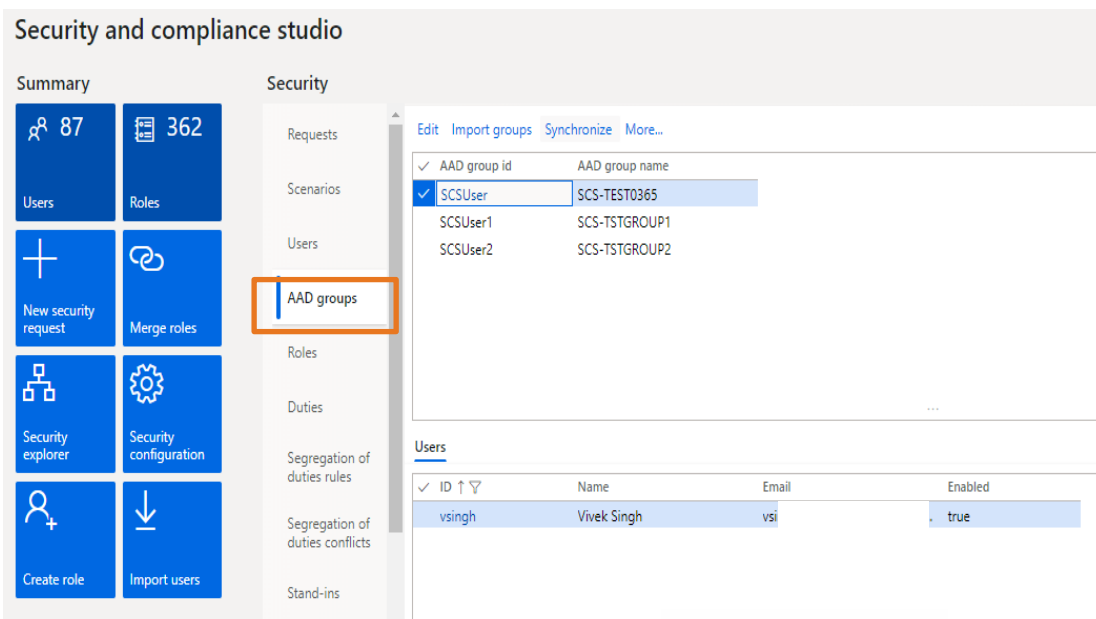 Security and compliance studio
Summary
87
Users
362
Roles
New security
request
Merge roles
Security
explorer
Security
configuration
Create role
Import users
Security
Requests
Scenarios
Users
AAD groups
Roles
Duties
Segregation of
duties rules
Segregation of
duties conflicts
Stand-ins
Edit Import groups Synchronize More...
AAD group id AAD group name
SCSUser SCS-TEST0365
SCSUser1 SCS-TSTGROUP1
SCSUser2 SCS-TSTGROUP2
...
Users
ID Name Email Enabled
vsingh Vivek Singh vsi . true